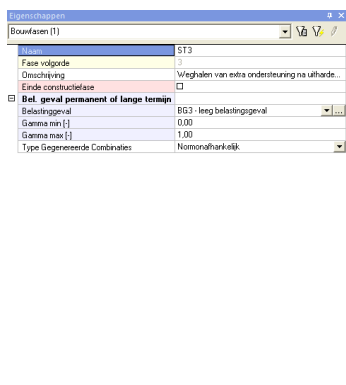 Eigenschappen
Bouwfasen (1)
Naam ST3
Fase volgorde 3
Omschrijving Weghalen van extra ondersteuning na uitharde...
Einde constructiefase
Bel. geval permanent of lange termijn
Belastinggeval BG3 - leeg belastingsgeval ...
Gamma min [-] 0,00
Gamma max [-] 1,00
Type Gegenereerde Combinaties Normonafhankelijk